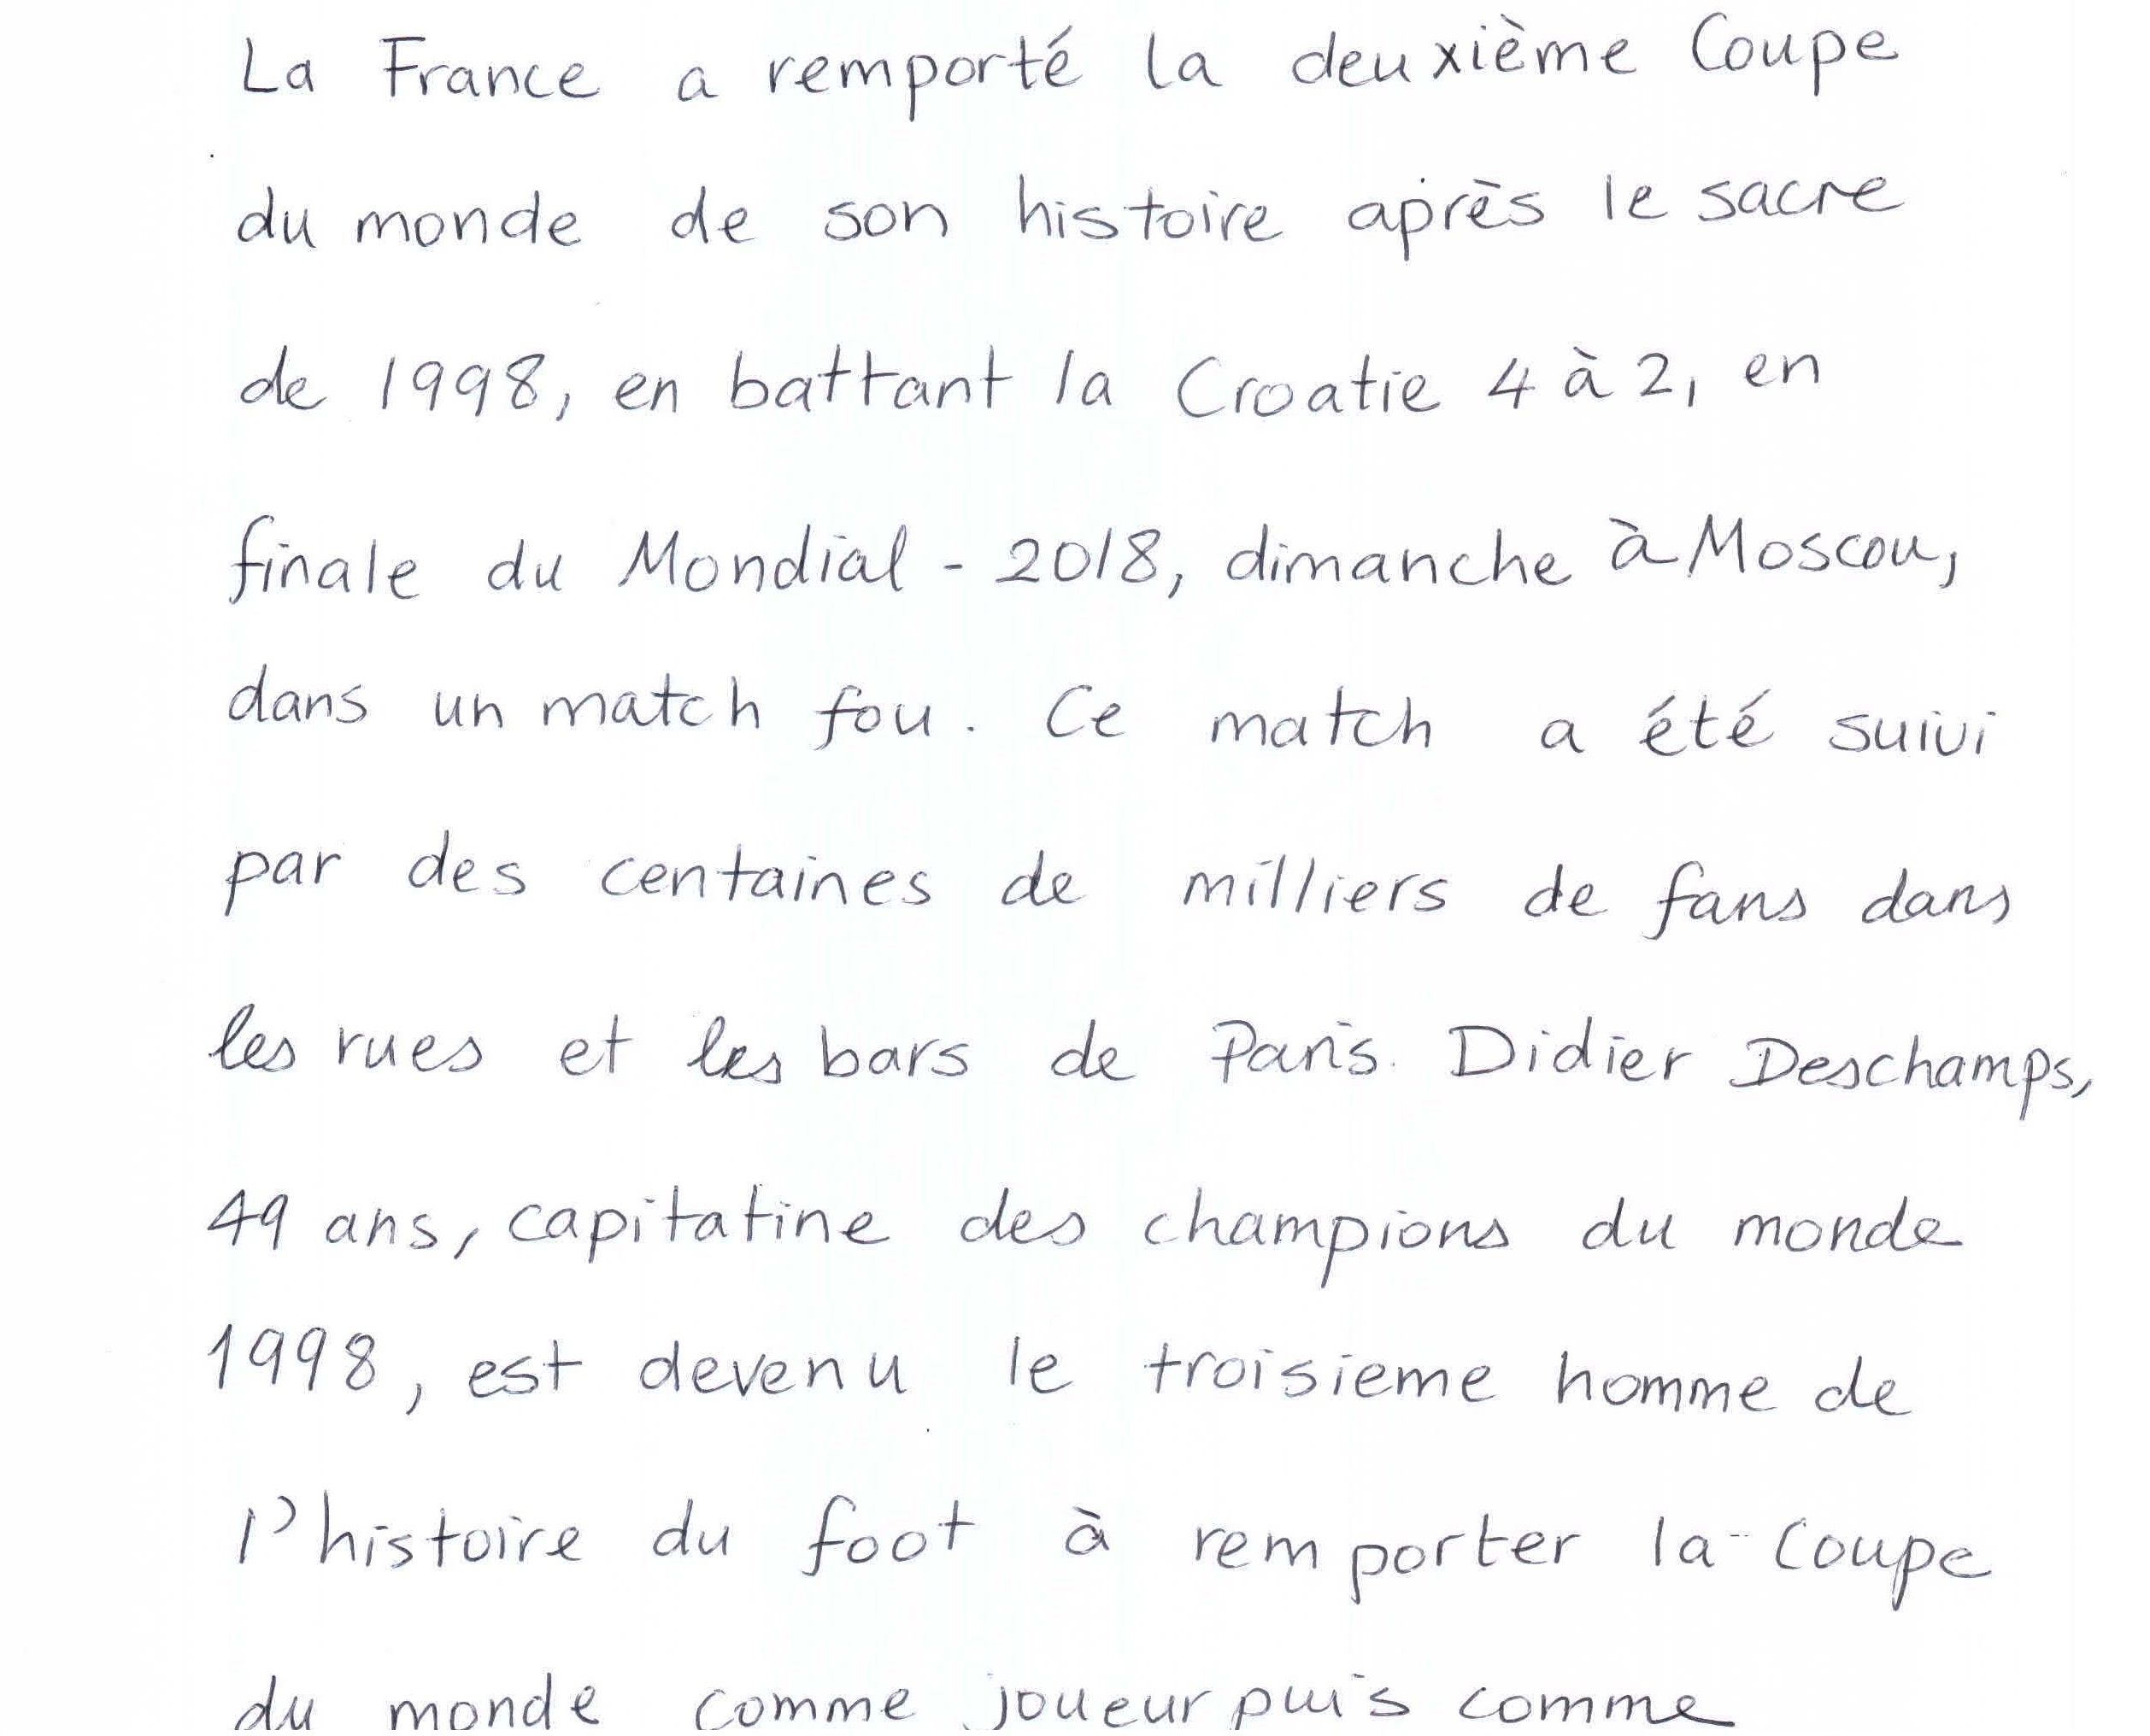 La France a remporté la deuxième Coupe
du monde de son histoire après le sacre
de 1998, en battant la Croatie 4 à 2, en
finale du Mondial - 2018, dimanche à Moscou,
dans un match fou. Ce match a été suivi
par des centaines de milliers de fans dans
les rues et les bars de Paris. Didier Deschamps,
49 ans, capitatine des champions du monde
1998, est devenu le troisieme homme de
l'histoire du foot à remporter la Coupe
du monde comme joueur puis comme